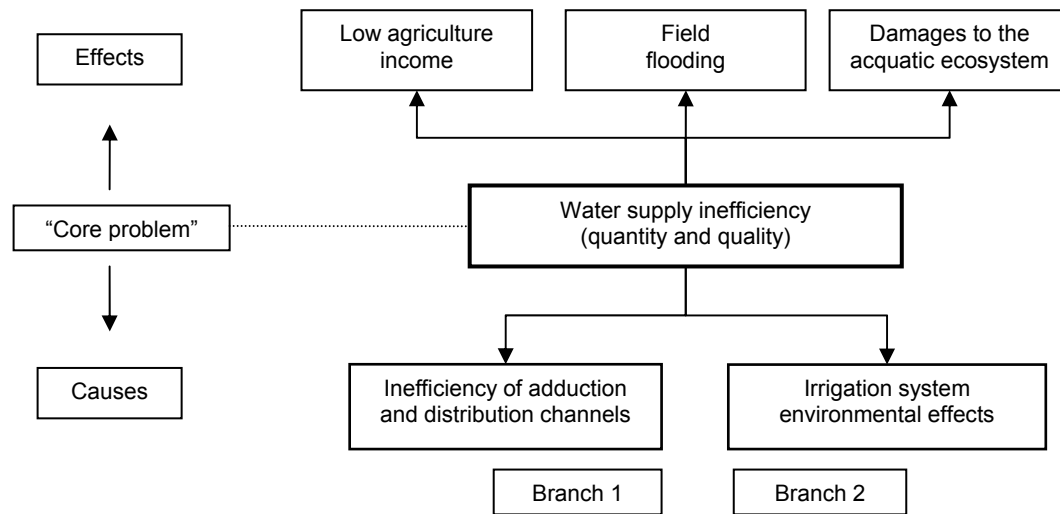 Effects
Low agriculture
income
Field
flooding
Damages to the
acquatic ecosystem
“Core problem”
Water supply inefficiency
(quantity and quality)
Causes
Inefficiency of adduction
and distribution channels
Irrigation system
environmental effects
Branch 1
Branch 2